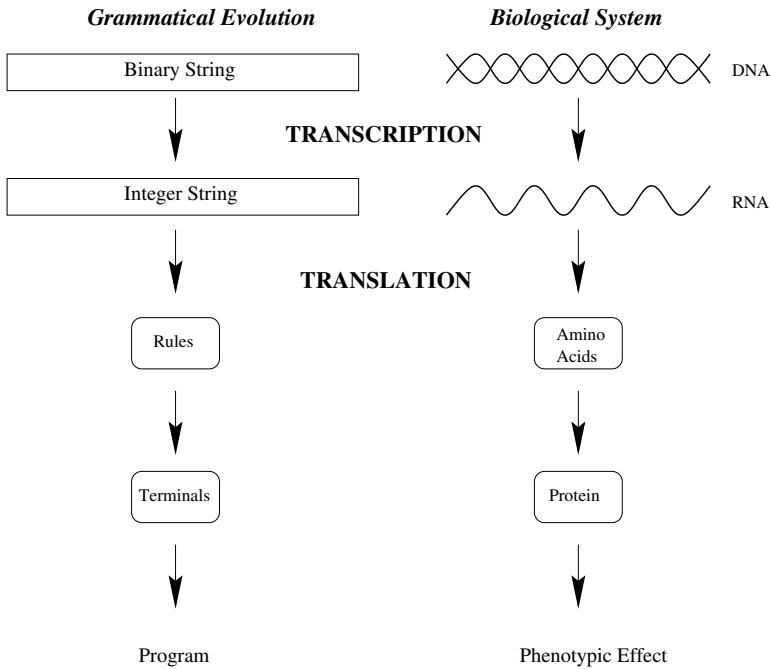 Grammatical Evolution
Biological System
Binary String
DNA
TRANSCRIPTION
Integer String
RNA
TRANSLATION
Rules
Amino
Acids
Terminals
Protein
Program
Phenotypic Effect